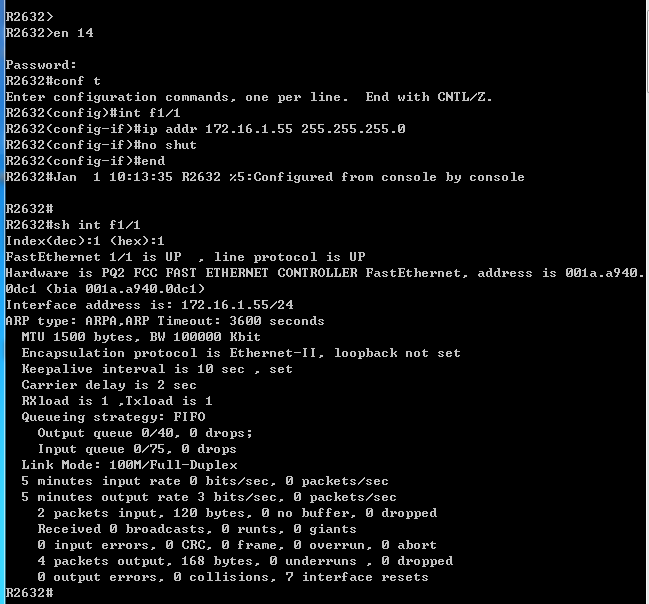 R2632>
R2632>en 14
Password:
R2632#conf t
Enter configuration commands, one per line.  End with CNTL/Z.
R2632(config)#int f1/1
R2632(config-if)#ip addr 172.16.1.55 255.255.255.0
R2632(config-if)#no shut
R2632(config-if)#end
R2632#Jan  1 10:13:35 R2632 %5:Configured from console by console
R2632#
R2632#sh int f1/1
Index(dec):1 (hex):1
FastEthernet 1/1 is UP  , line protocol is UP
Hardware is PQ2 FCC FAST ETHERNET CONTROLLER FastEthernet, address is 001a.a940.
0dc1 (bia 001a.a940.0dc1)
Interface address is: 172.16.1.55/24
ARP type: ARPA,ARP Timeout: 3600 seconds
  MTU 1500 bytes, BW 100000 Kbit
  Encapsulation protocol is Ethernet-II, loopback not set
  Keepalive interval is 10 sec , set
  Carrier delay is 2 sec
  RXload is 1 ,Txload is 1
  Queueing strategy: FIFO
    Output queue 0/40, 0 drops;
    Input queue 0/75, 0 drops
  Link Mode: 100M/Full-Duplex
  5 minutes input rate 0 bits/sec, 0 packets/sec
  5 minutes output rate 3 bits/sec, 0 packets/sec
    2 packets input, 120 bytes, 0 no buffer, 0 dropped
    Received 0 broadcasts, 0 runts, 0 giants
    0 input errors, 0 CRC, 0 frame, 0 overrun, 0 abort
    4 packets output, 168 bytes, 0 underruns , 0 dropped
    0 output errors, 0 collisions, 7 interface resets
R2632#